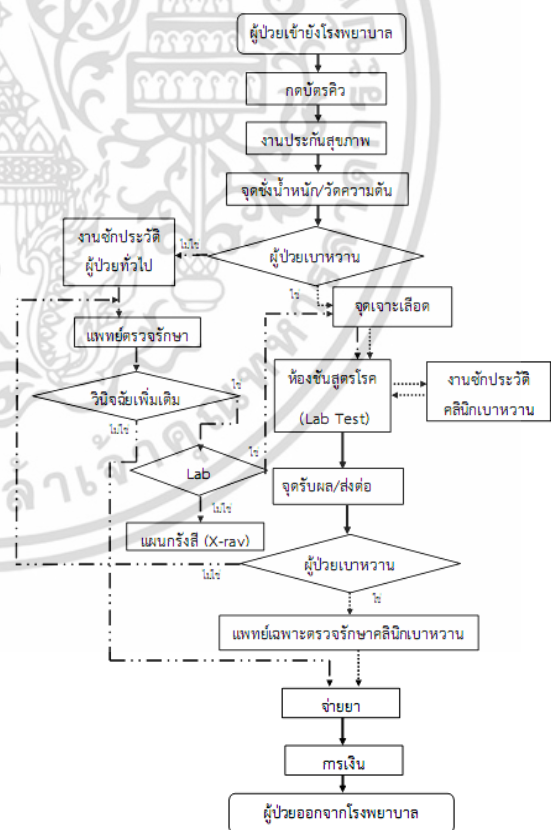 ผู้ป่วยเข้ายังโรงพยาบาล
กดบัตรคิว
งานประกันสุขภาพ
จุดชั่งน้ำหนัก/วัดความดัน
ผู้ป่วยเบาหวาน
ไม่ใช่
งานซักประวัติ
ผู้ป่วยทั่วไป
ใช่
จุดเจาะเลือด
แพทย์ตรวจรักษา
ห้องชันสูตรโรค
(Lab Test)
งานซักประวัติ
คลินิกเบาหวาน
วินิจฉัยเพิ่มเติม
ใช่
ไม่ใช่
Lab
ใช่
ไม่ใช่
จุดรับผล/ส่งต่อ
แผนกรังสี (X-ray)
ผู้ป่วยเบาหวาน
ไม่ใช่
ใช่
แพทย์เฉพาะตรวจรักษาคลินิกเบาหวาน
จ่ายยา
การเงิน
ผู้ป่วยออกจากโรงพยาบาล